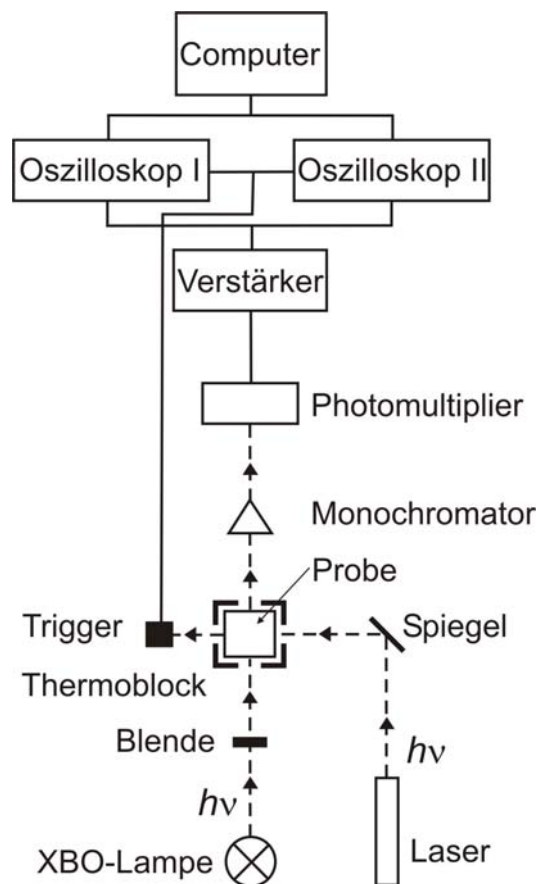 Computer
Oszilloskop I
Oszilloskop II
Verstärker
Photomultiplier
Monochromator
Probe
Trigger
Spiegel
Thermoblock
Blende
hν
hν
XBO-Lampe
Laser